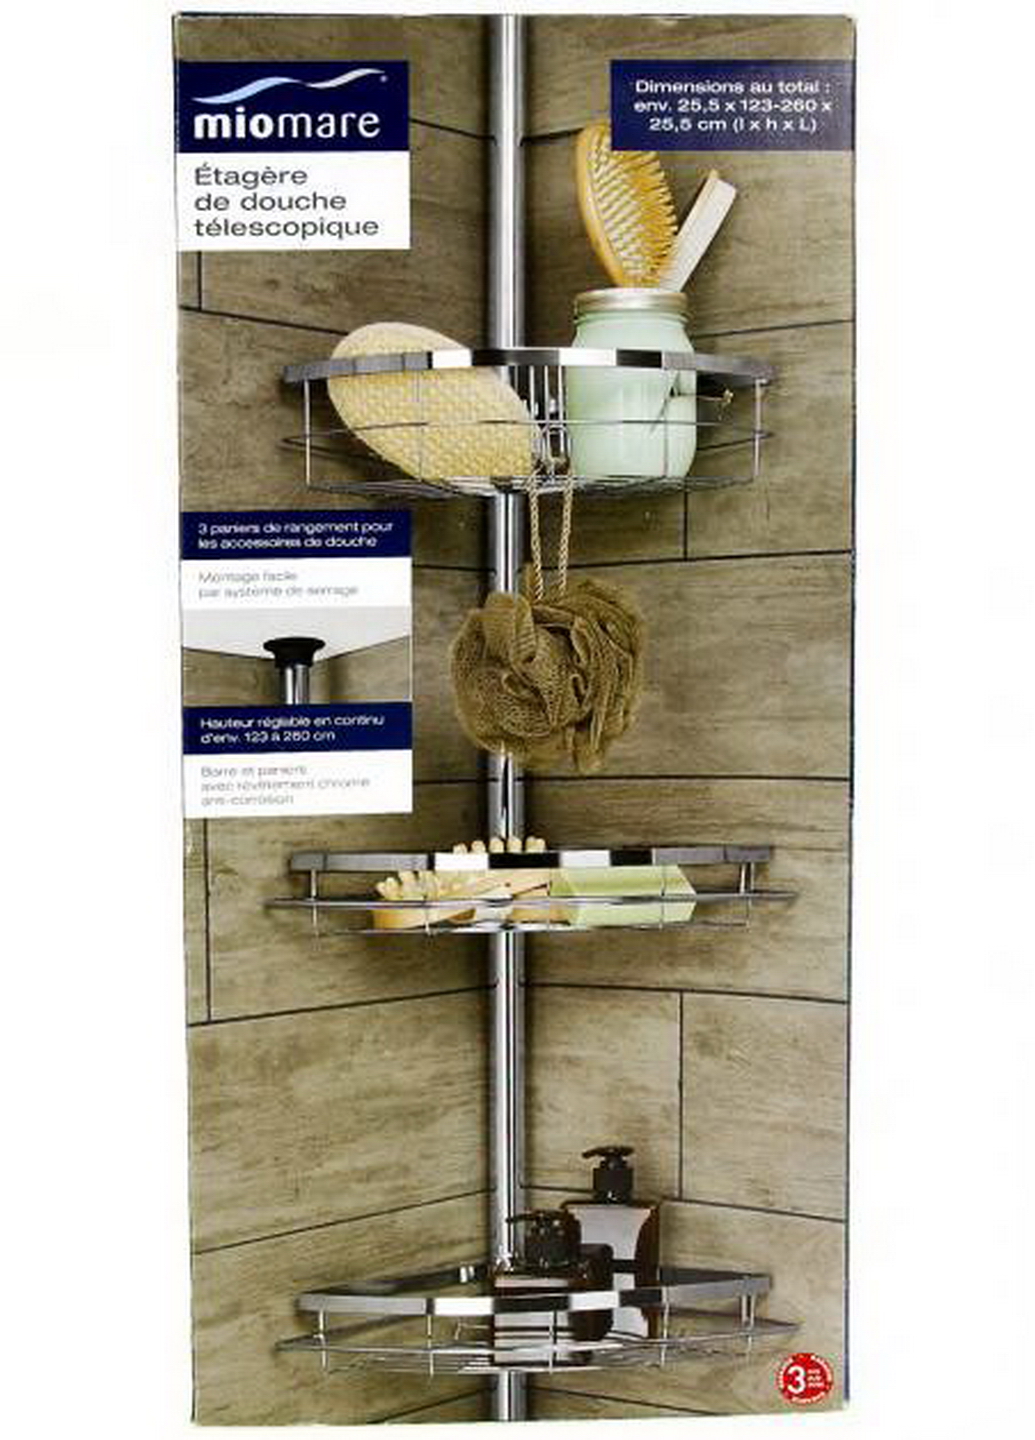 miomare
Étagère
de douche
télescopique
Dimensions au total :
env. 25,5 x 123-260 x
25,5 cm (l x h x L)
3 paniers de rangement pour
les accessoires de douche
Montage facile
par système de serrage
Hauteur réglable en continu
d'env. 123 à 260 cm
Barre et paniers
avec revêtement chromé
anti-corrosion
3